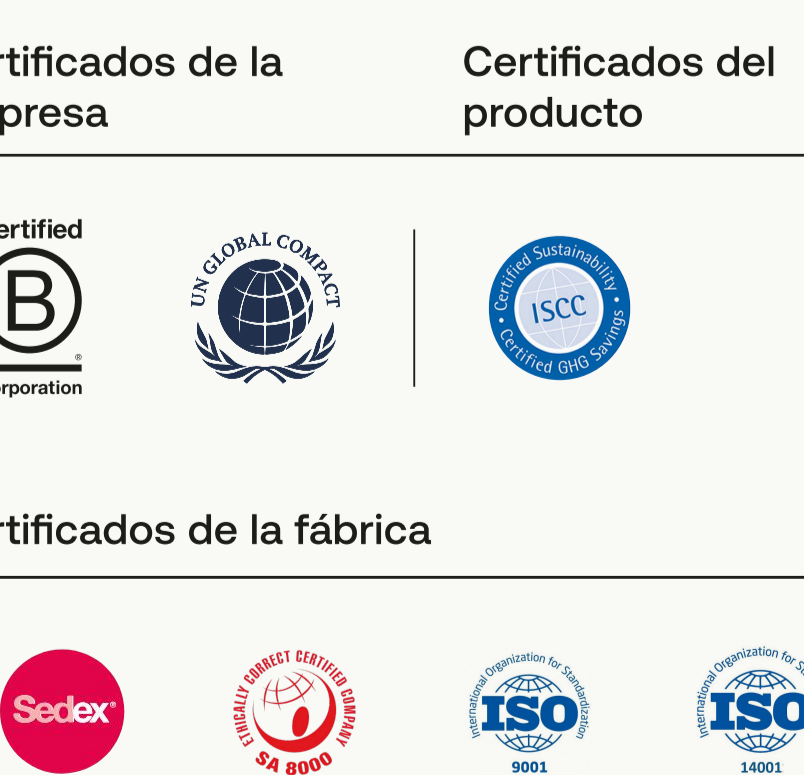 rtificados de la
presa
Certificados del
producto
ertified
B
®
rporation
UN GLOBAL COMPACT
Certified Sustainability
ISCC
Certified GHG Savings
rtificados de la fábrica
Sedex®
ETHICALLY CORRECT CERTIFIED COMPANY
SA 8000
International Organization for Standardization
ISO
9001
International Organization for S
ISO
14001